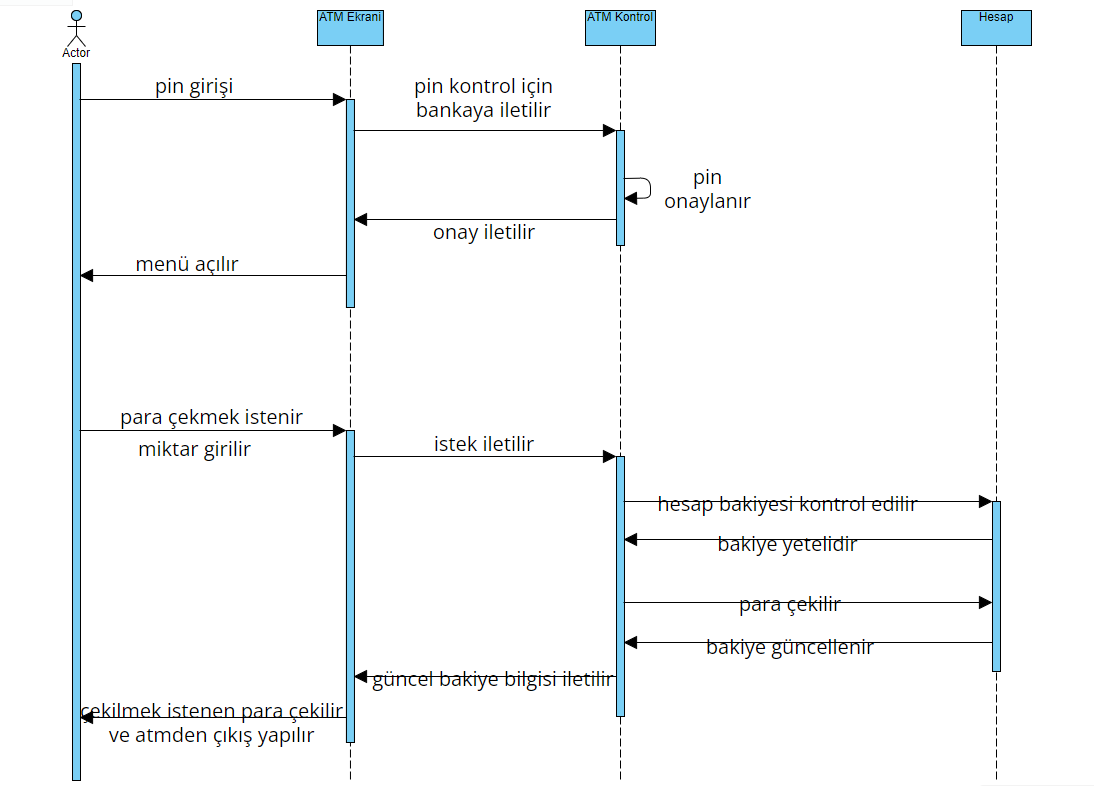 Actor
ATM Ekrani
ATM Kontrol
Hesap
pin girişi
pin kontrol için
bankaya iletilir
pin
onaylanır
onay iletilir
menü açılır
para çekmek istenir
miktar girilir
istek iletilir
hesap bakiyesi kontrol edilir
bakiye yetelidir
para çekilir
bakiye güncellenir
güncel bakiye bilgisi iletilir
çekilmek istenen para çekilir
ve atmden çıkış yapılır